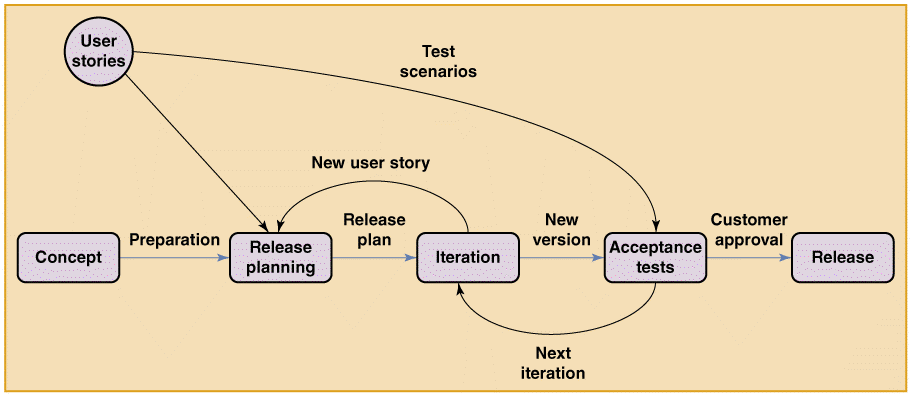 User
stories
Test
scenarios
New user story
Concept
Preparation
Release
planning
Release
plan
Iteration
New
version
Acceptance
tests
Customer
approval
Release
Next
iteration